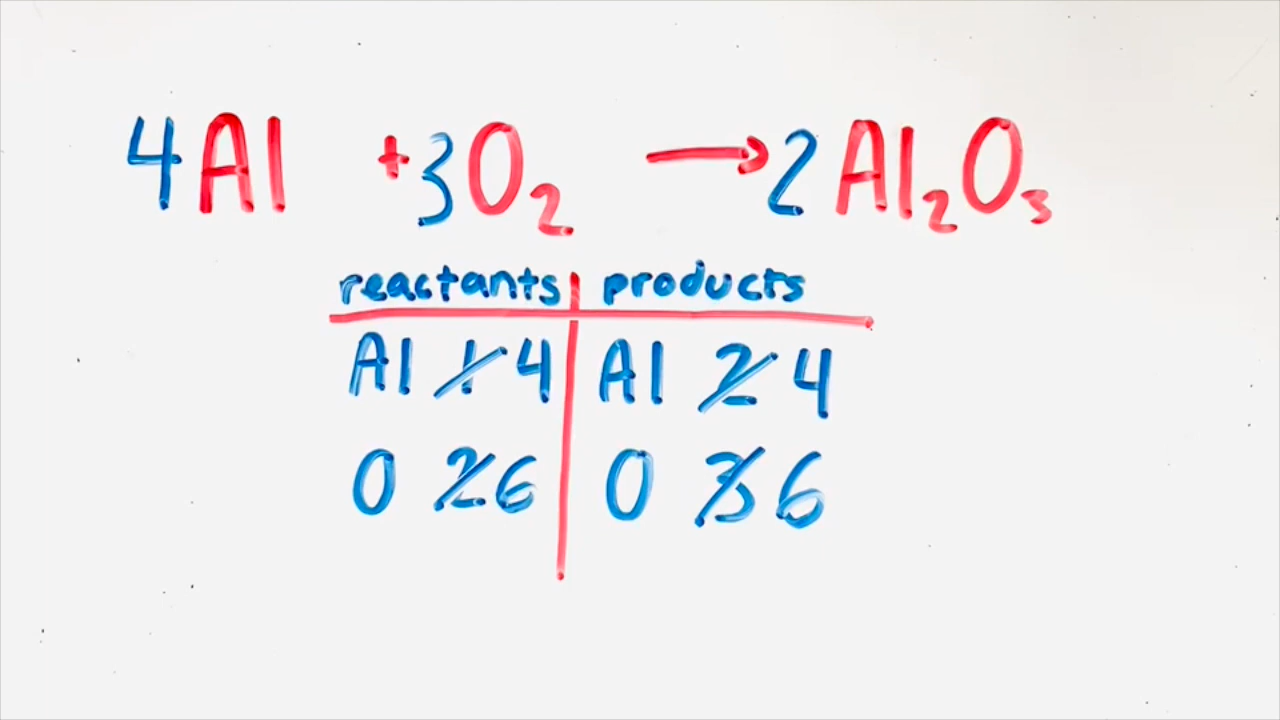 4Al + 3O₂ → 2Al₂O₃
reactants products
Al 1 4 Al 2 4
O 2 6 O 3 6